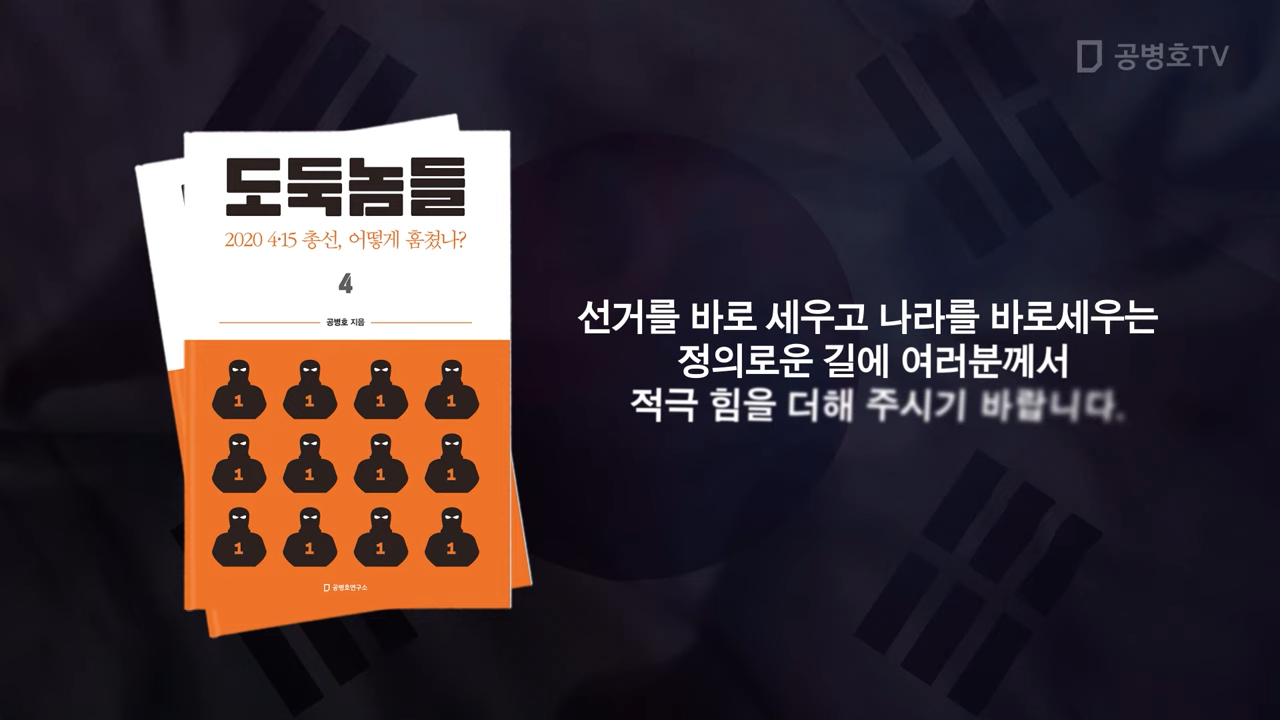 공병호TV
도둑놈들
2020 4·15 총선, 어떻게 훔쳤나?
4
공병호 지음
1 1 1 1
1 1 1 1
1 1 1 1
공병호연구소
선거를 바로 세우고 나라를 바로세우는
정의로운 길에 여러분께서
적극 힘을 더해 주시기 바랍니다.